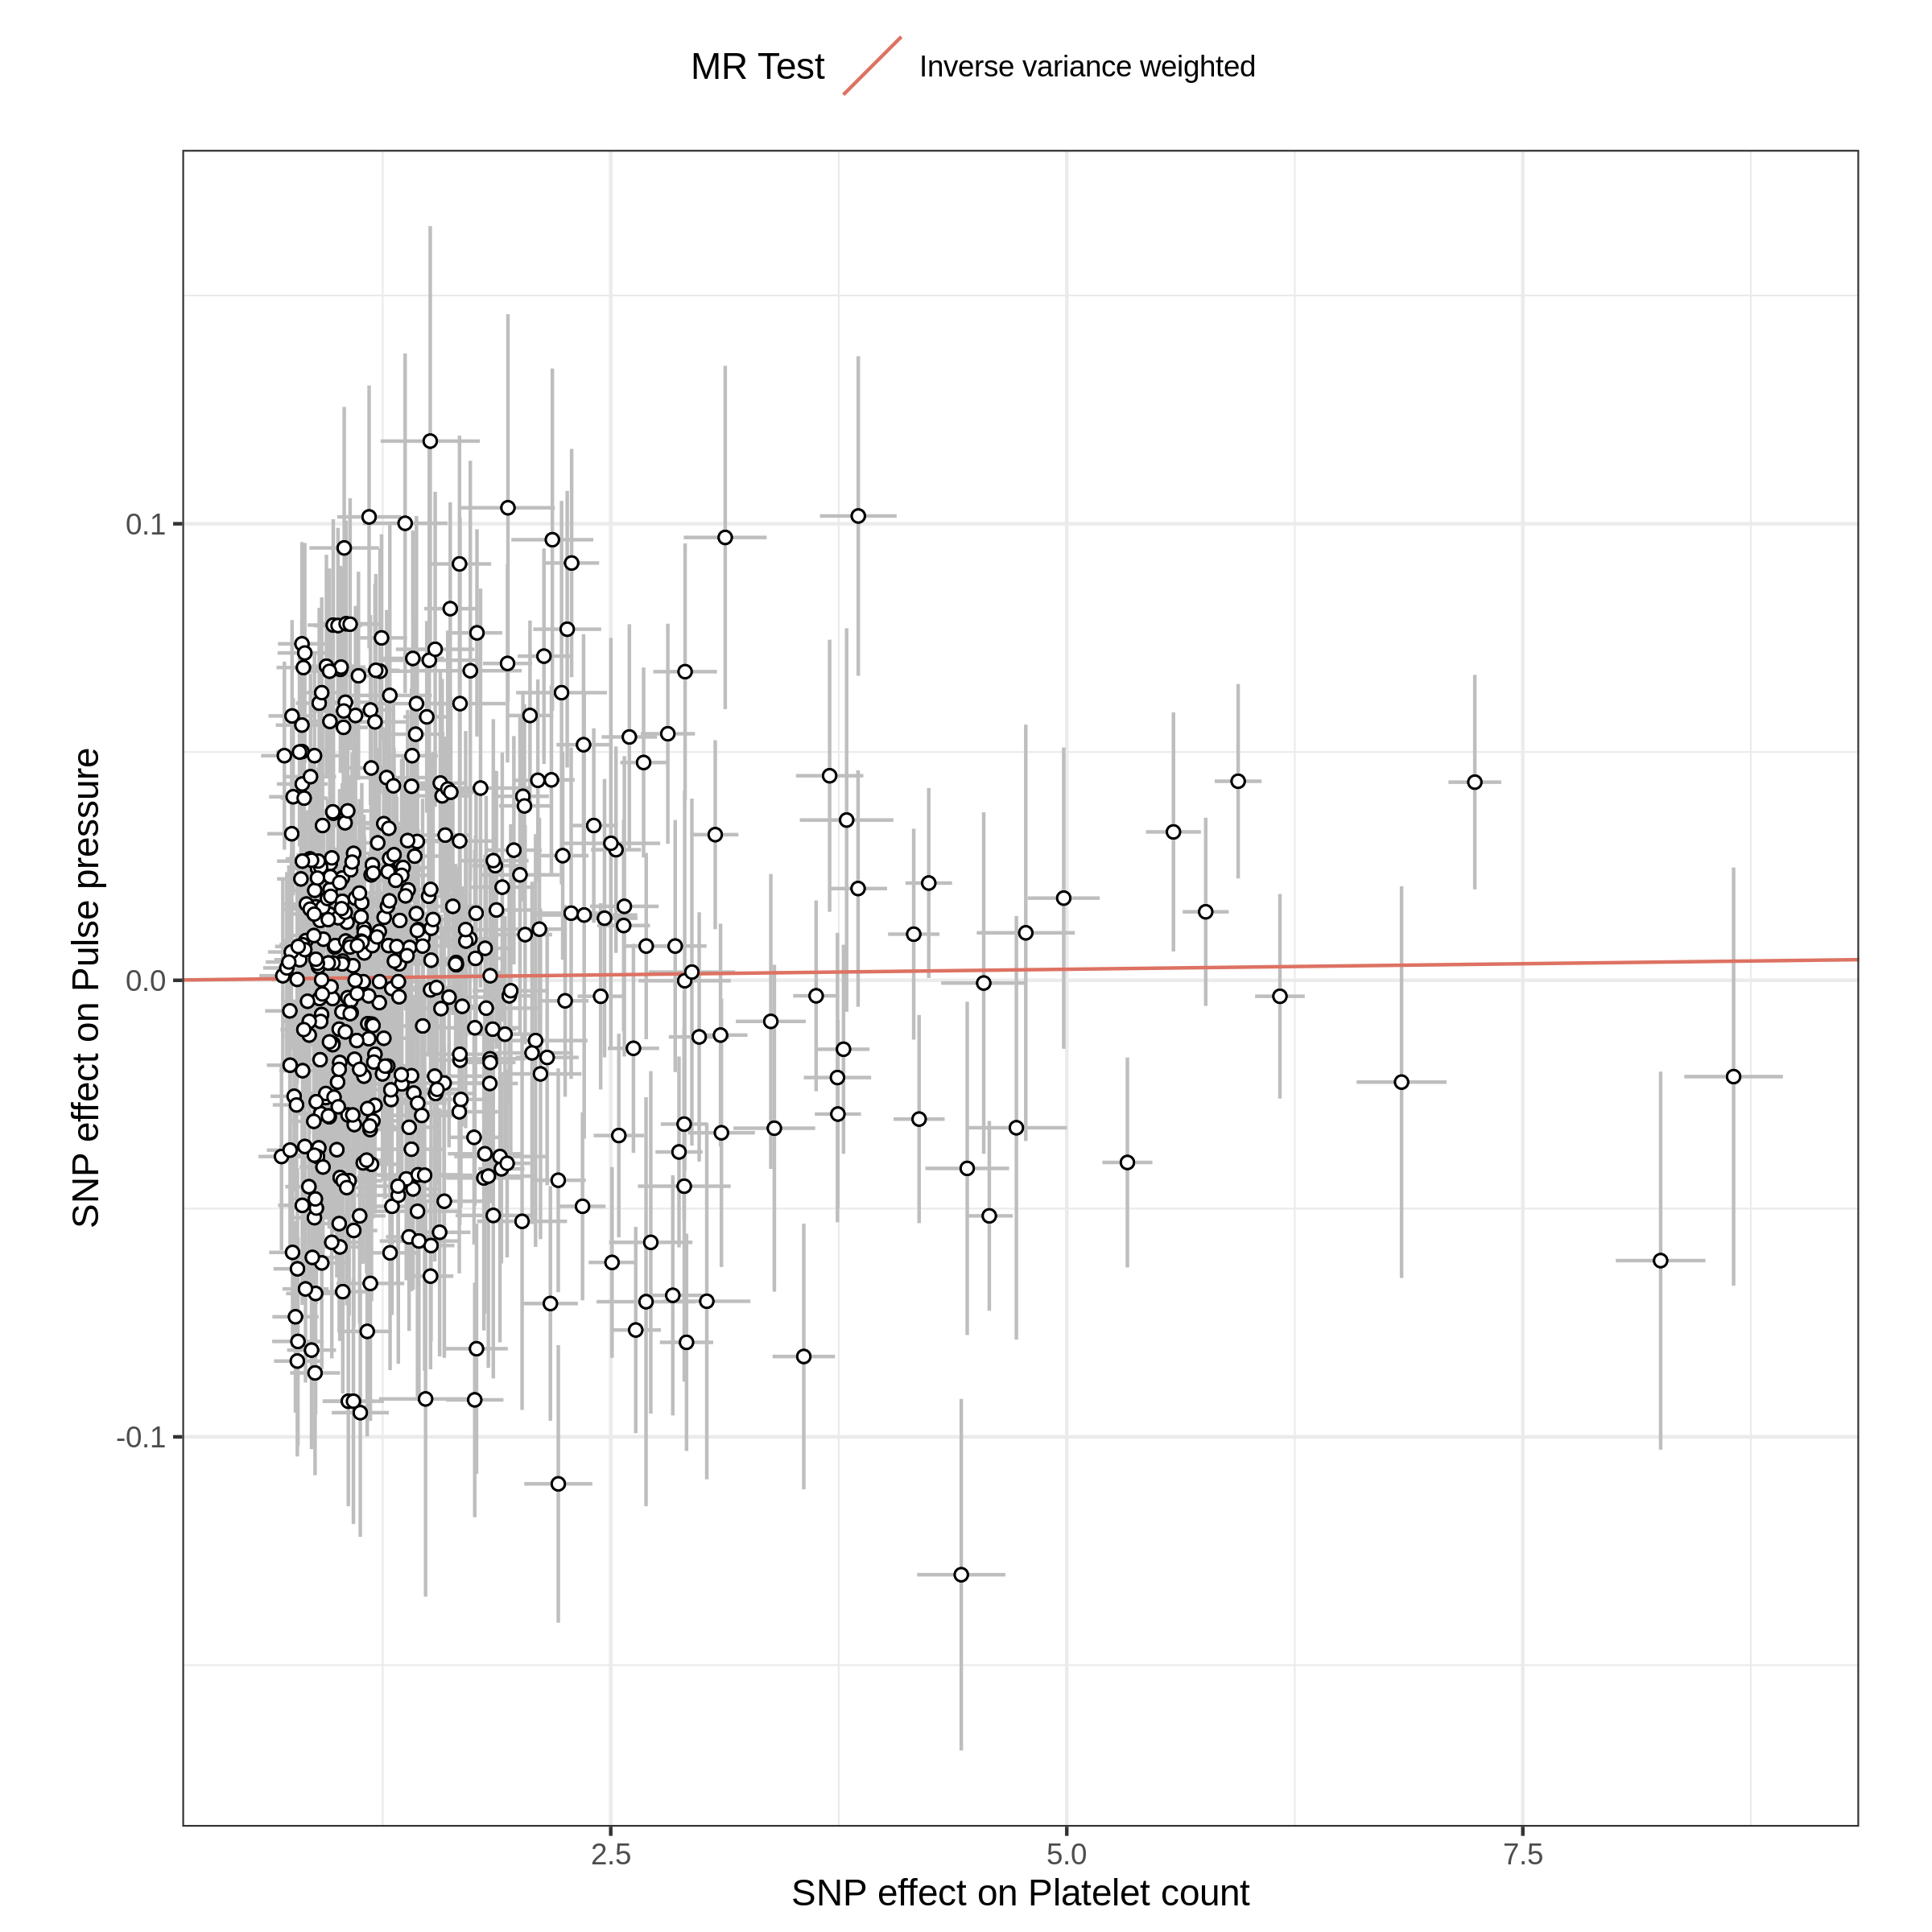 MR Test Inverse variance weighted
SNP effect on Pulse pressure
0.1
0.0
-0.1
2.5 5.0 7.5
SNP effect on Platelet count